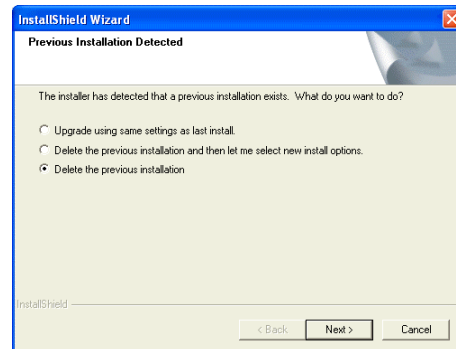 InstallShield Wizard
Previous Installation Detected
The installer has detected that a previous installation exists. What do you want to do?
Upgrade using same settings as last install.
Delete the previous installation and then let me select new install options.
Delete the previous installation
InstallShield
< Back Next > Cancel